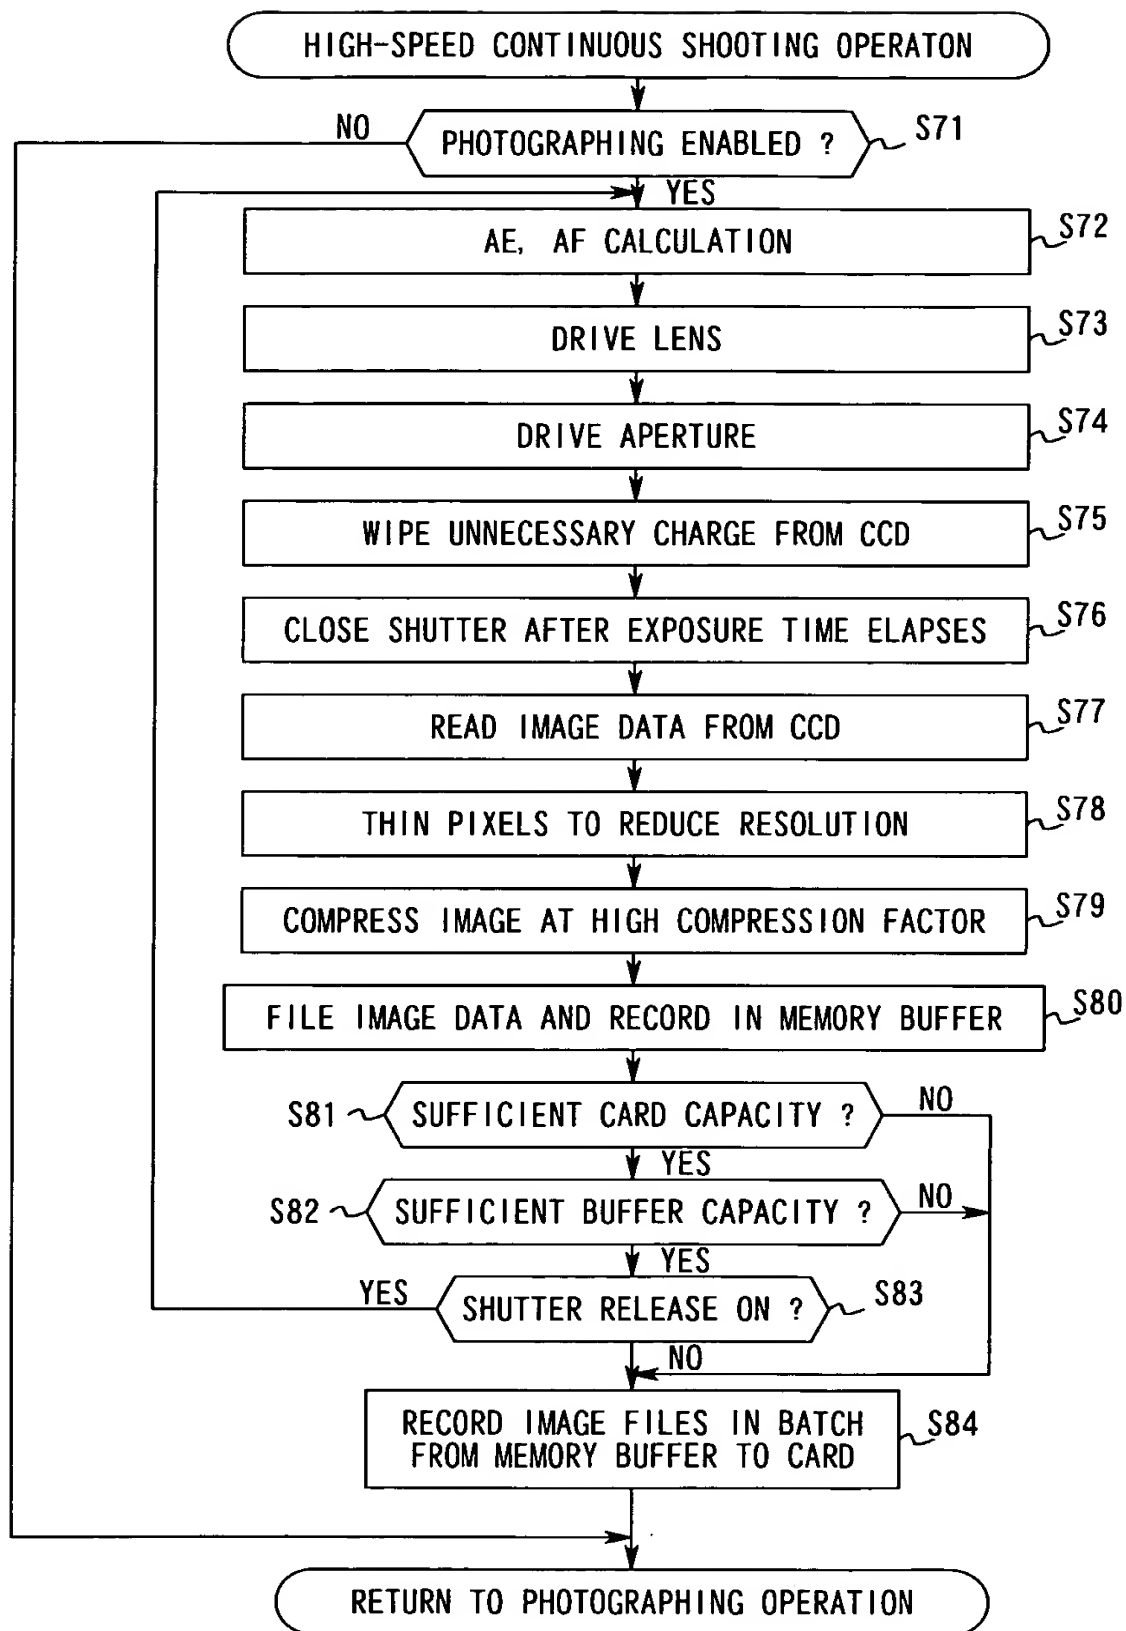 HIGH-SPEED CONTINUOUS SHOOTING OPERATON
NO
PHOTOGRAPHING ENABLED ?
S71
YES
AE, AF CALCULATION
S72
DRIVE LENS
S73
DRIVE APERTURE
S74
WIPE UNNECESSARY CHARGE FROM CCD
S75
CLOSE SHUTTER AFTER EXPOSURE TIME ELAPSES
S76
READ IMAGE DATA FROM CCD
S77
THIN PIXELS TO REDUCE RESOLUTION
S78
COMPRESS IMAGE AT HIGH COMPRESSION FACTOR
S79
FILE IMAGE DATA AND RECORD IN MEMORY BUFFER
S80
S81
SUFFICIENT CARD CAPACITY ?
NO
YES
S82
SUFFICIENT BUFFER CAPACITY ?
NO
YES
YES
SHUTTER RELEASE ON ?
S83
NO
RECORD IMAGE FILES IN BATCH
FROM MEMORY BUFFER TO CARD
S84
RETURN TO PHOTOGRAPHING OPERATION